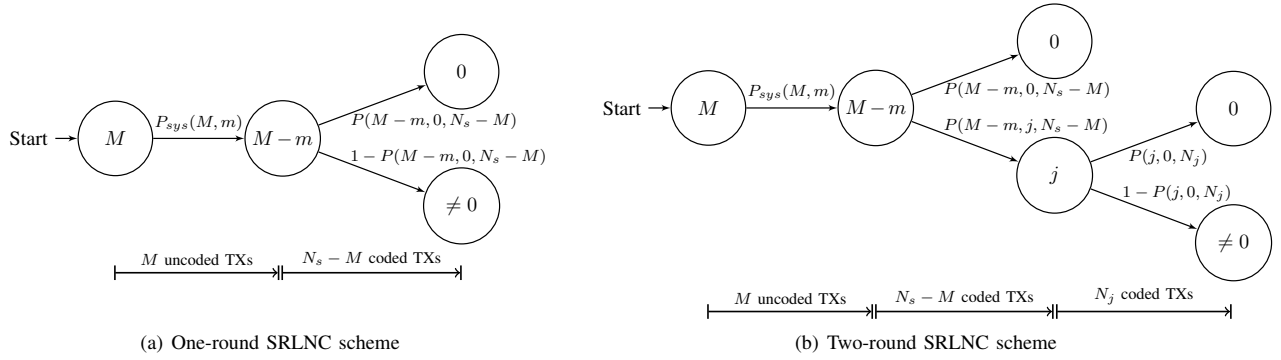 Start
M
P_{sys}(M, m)
M − m
0
P(M − m, 0, N_s − M)
1 − P(M − m, 0, N_s − M)
≠ 0
M uncoded TXs
N_s − M coded TXs
(a) One-round SRLNC scheme
Start
M
P_{sys}(M, m)
M − m
0
P(M − m, 0, N_s − M)
P(M − m, j, N_s − M)
j
0
P(j, 0, N_j)
1 − P(j, 0, N_j)
≠ 0
M uncoded TXs
N_s − M coded TXs
N_j coded TXs
(b) Two-round SRLNC scheme